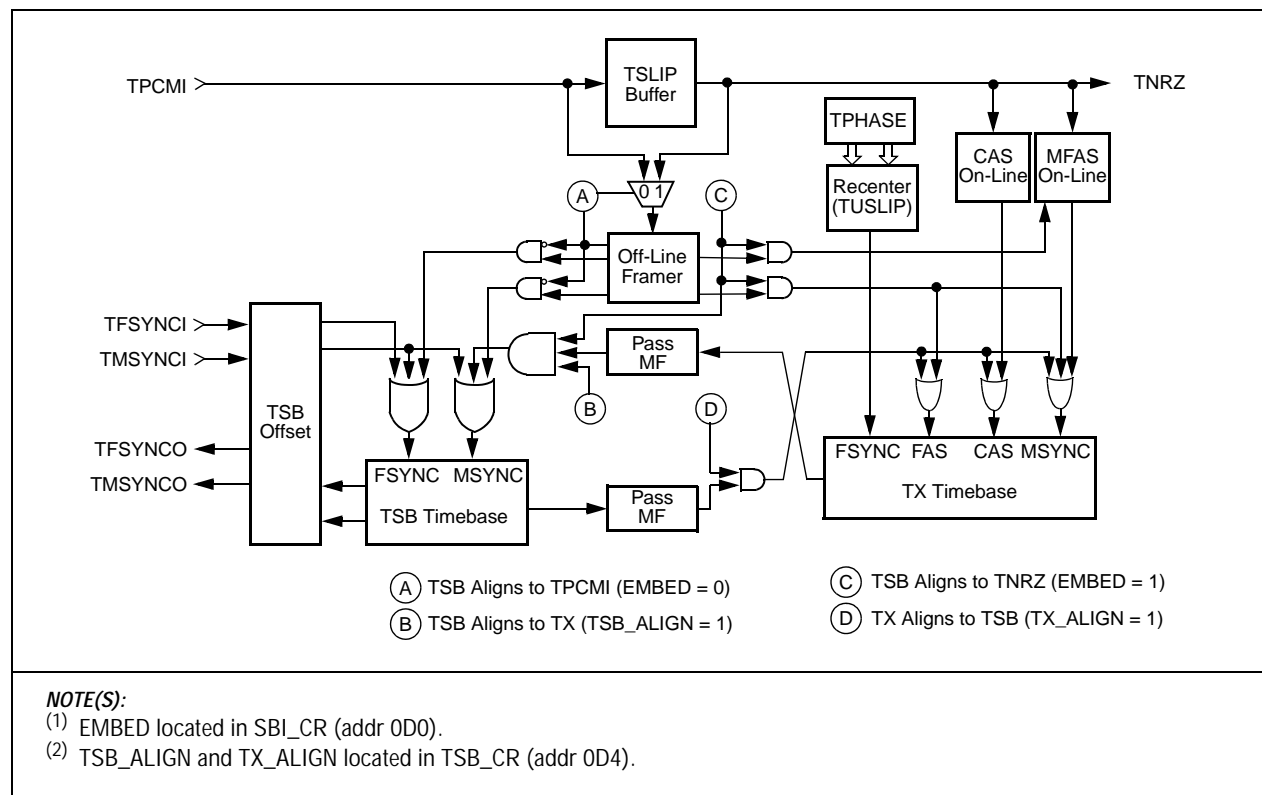 TPCMI
TSLIP
Buffer
TNRZ
TPHASE
CAS
On-Line
MFAS
On-Line
0 1
Recenter
(TUSLIP)
A
C
Off-Line
Framer
TFSYNCI
TMSYNCI
Pass
MF
B
D
TSB
Offset
TFSYNCO
TMSYNCO
FSYNC MSYNC
TSB Timebase
Pass
MF
FSYNC FAS CAS MSYNC
TX Timebase
A TSB Aligns to TPCMI (EMBED = 0)
B TSB Aligns to TX (TSB_ALIGN = 1)
C TSB Aligns to TNRZ (EMBED = 1)
D TX Aligns to TSB (TX_ALIGN = 1)
NOTE(S):
(1) EMBED located in SBI_CR (addr 0D0).
(2) TSB_ALIGN and TX_ALIGN located in TSB_CR (addr 0D4).